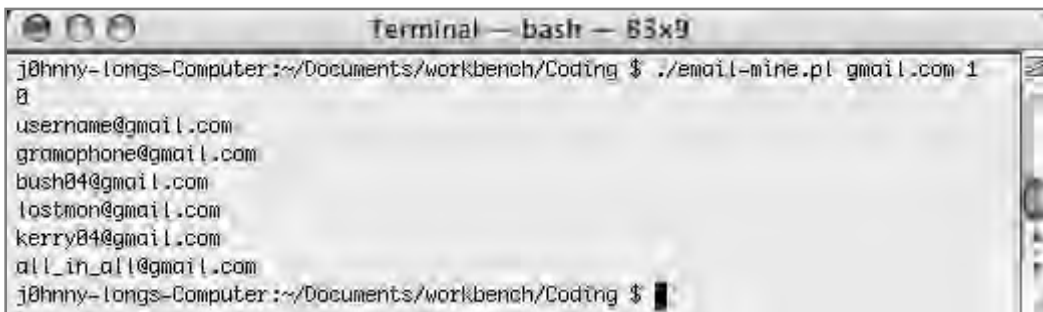 Terminal — bash — 83x9
j0hnny-longs-Computer:~/Documents/workbench/Coding $ ./email-mine.pl gmail.com 1
0
username@gmail.com
gramophone@gmail.com
bush04@gmail.com
lostmon@gmail.com
kerry04@gmail.com
all_in_all@gmail.com
j0hnny-longs-Computer:~/Documents/workbench/Coding $